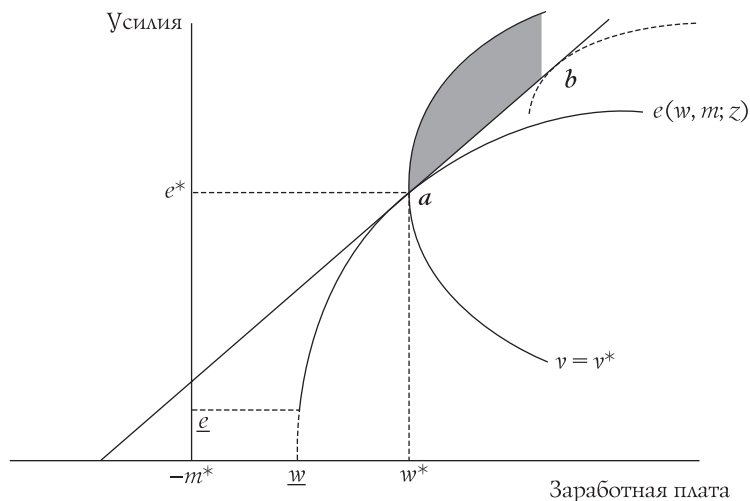 Усилия
b
e(w, m; z)
e*
a
v = v*
e
−m*
w
w*
Заработная плата